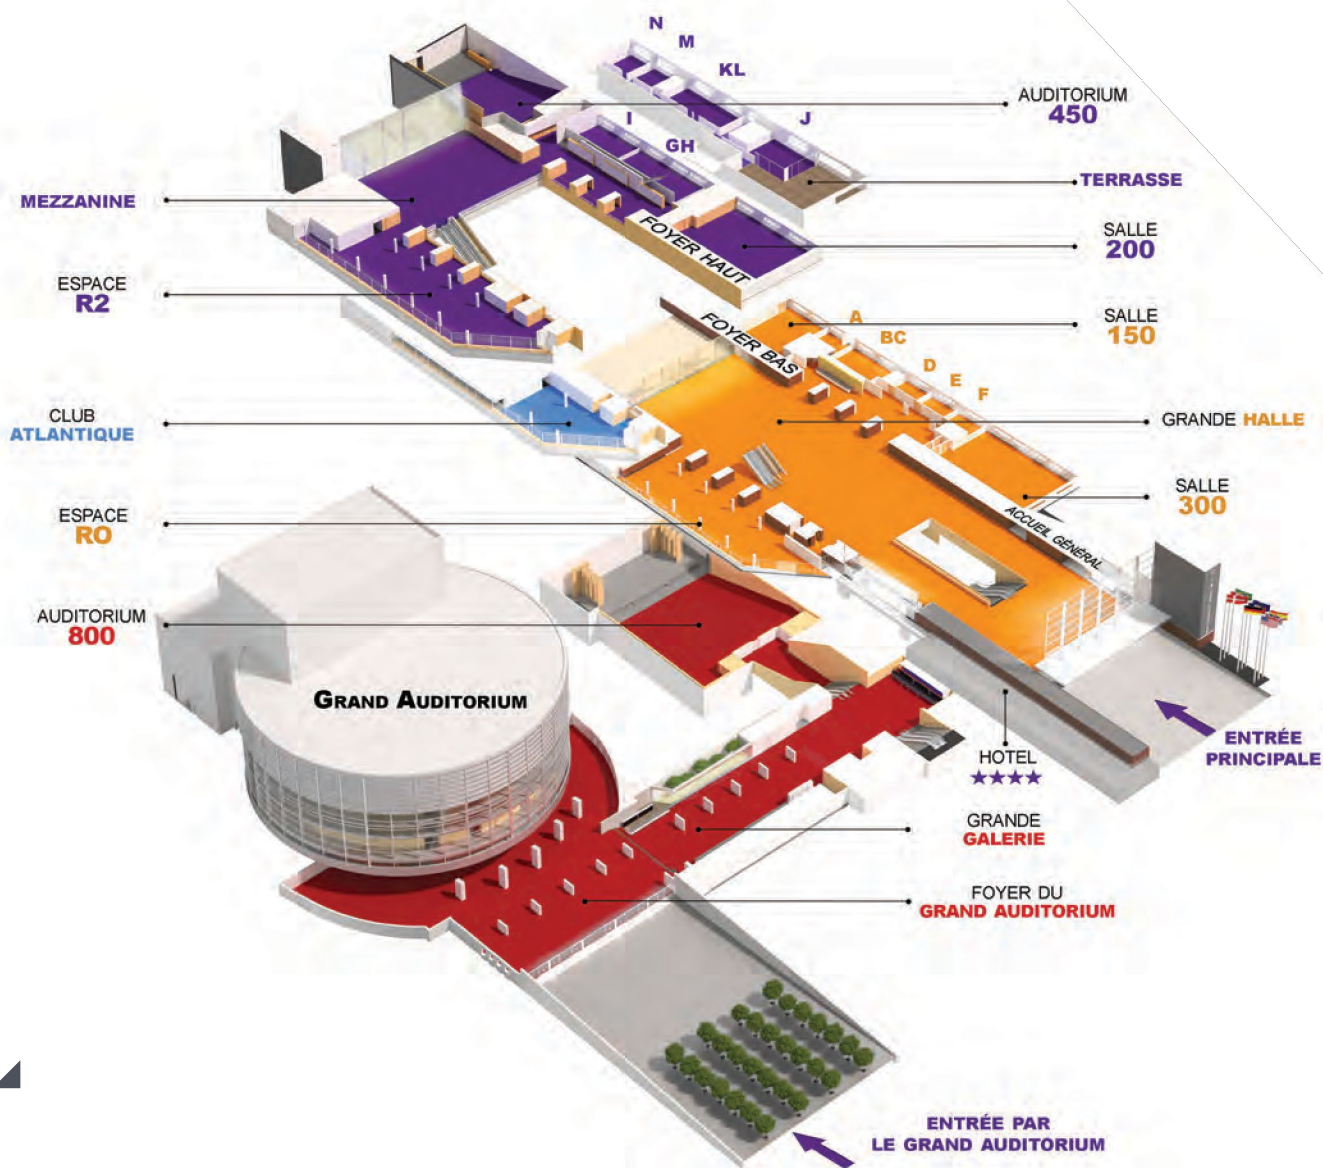 N
M
KL
J
I
GH
AUDITORIUM
450
TERRASSE
MEZZANINE
SALLE
200
FOYER HAUT
ESPACE
R2
SALLE
150
FOYER BAS
A
BC
D
E
F
CLUB
ATLANTIQUE
GRANDE HALLE
SALLE
300
ACCUEIL GÉNÉRAL
ESPACE
RO
AUDITORIUM
800
GRAND AUDITORIUM
ENTRÉE
PRINCIPALE
HOTEL
★★★★
GRANDE
GALERIE
FOYER DU
GRAND AUDITORIUM
ENTRÉE PAR
LE GRAND AUDITORIUM